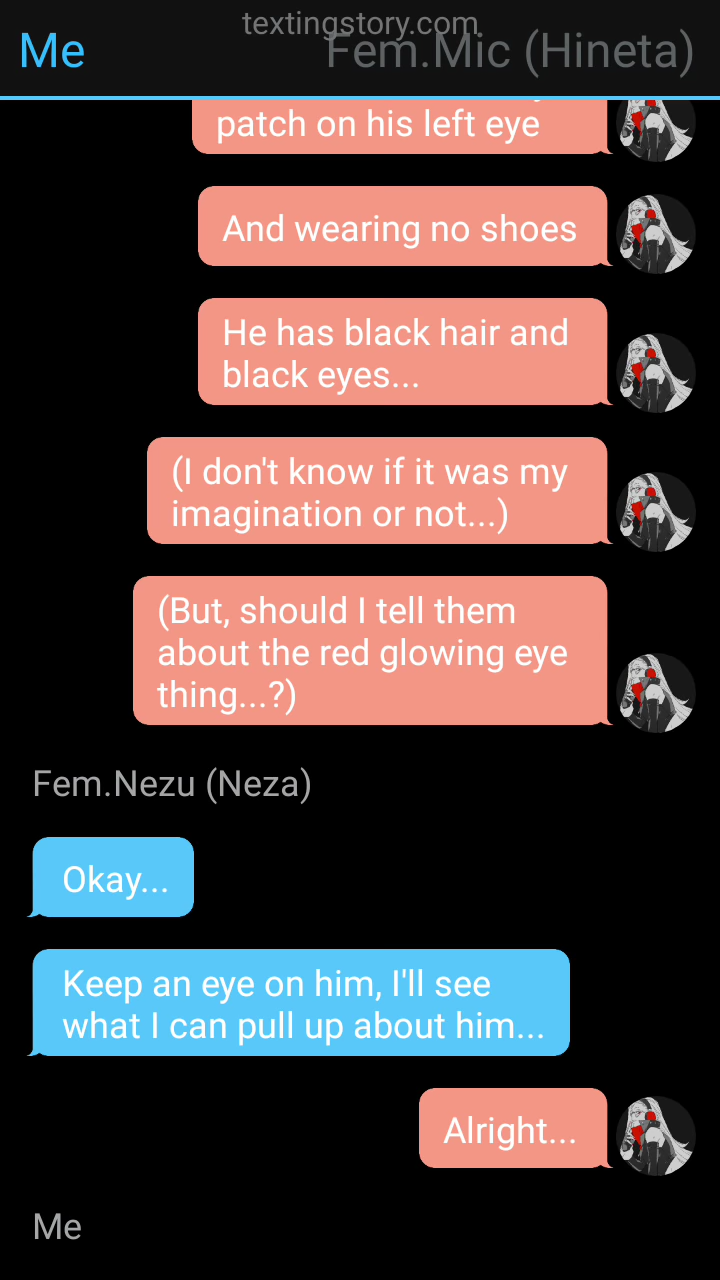 textingstory.com
Me
Fem.Mic (Hineta)
patch on his left eye
And wearing no shoes
He has black hair and
black eyes...
(I don't know if it was my
imagination or not...)
(But, should I tell them
about the red glowing eye
thing...?)
Fem.Nezu (Neza)
Okay...
Keep an eye on him, I'll see
what I can pull up about him...
Alright...
Me